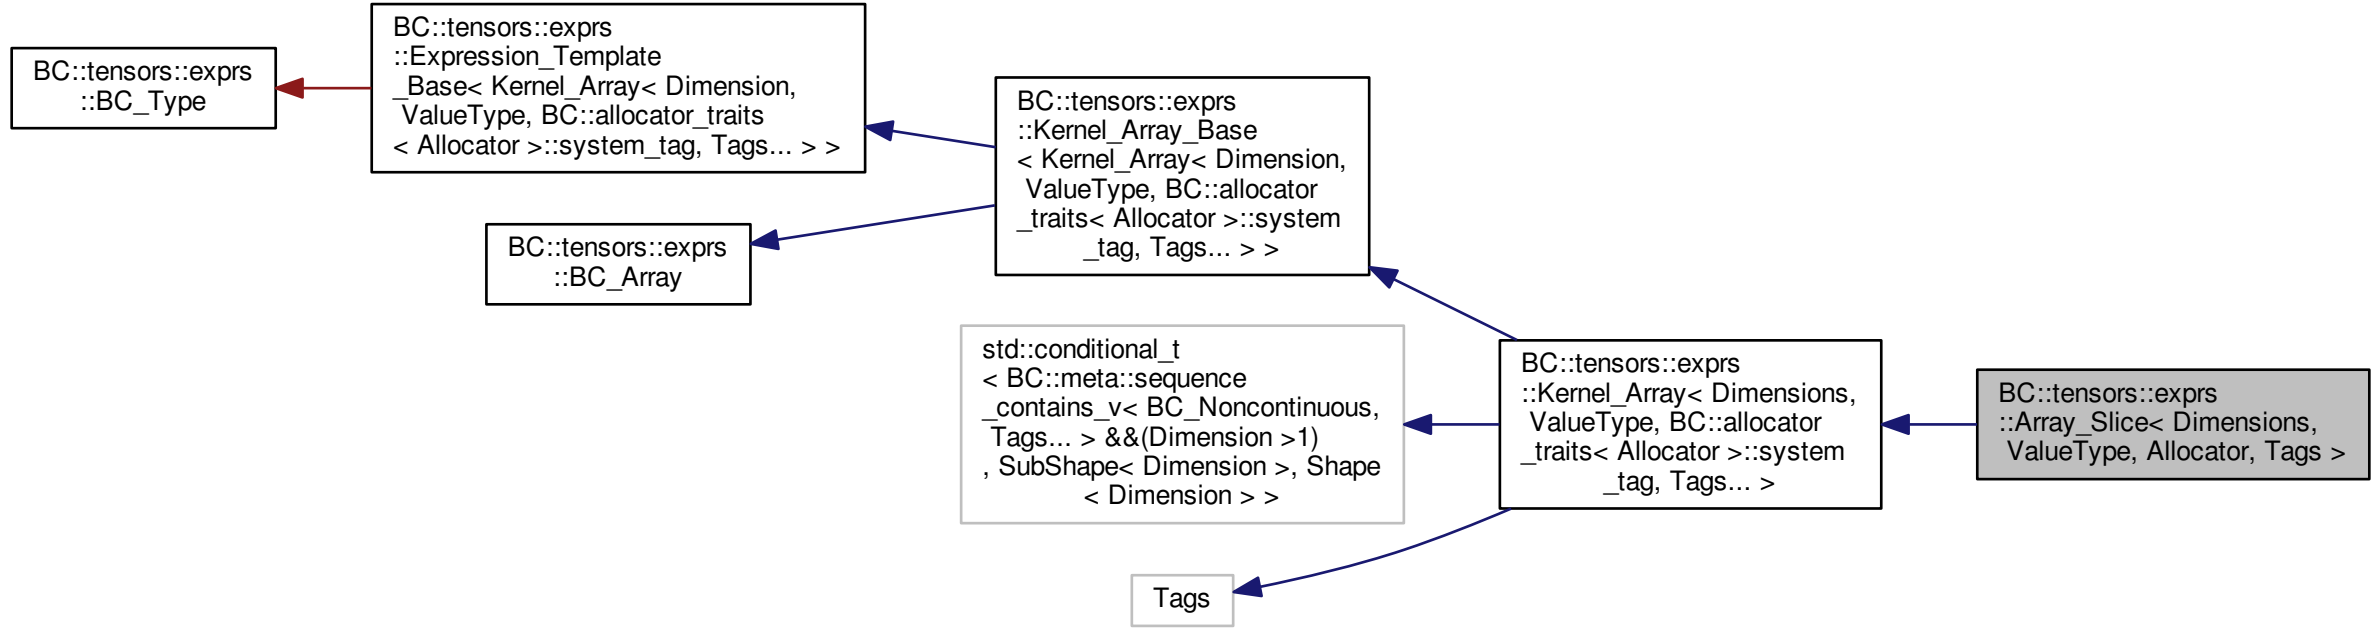 BC::tensors::exprs
::BC_Type
BC::tensors::exprs
::Expression_Template
_Base< Kernel_Array< Dimension,
ValueType, BC::allocator_traits
< Allocator >::system_tag, Tags... > >
BC::tensors::exprs
::BC_Array
BC::tensors::exprs
::Kernel_Array_Base
< Kernel_Array< Dimension,
ValueType, BC::allocator
_traits< Allocator >::system
_tag, Tags... > >
std::conditional_t
< BC::meta::sequence
_contains_v< BC_Noncontinuous,
Tags... > &&(Dimension >1)
, SubShape< Dimension >, Shape
< Dimension > >
Tags
BC::tensors::exprs
::Kernel_Array< Dimensions,
ValueType, BC::allocator
_traits< Allocator >::system
_tag, Tags... >
BC::tensors::exprs
::Array_Slice< Dimensions,
ValueType, Allocator, Tags >